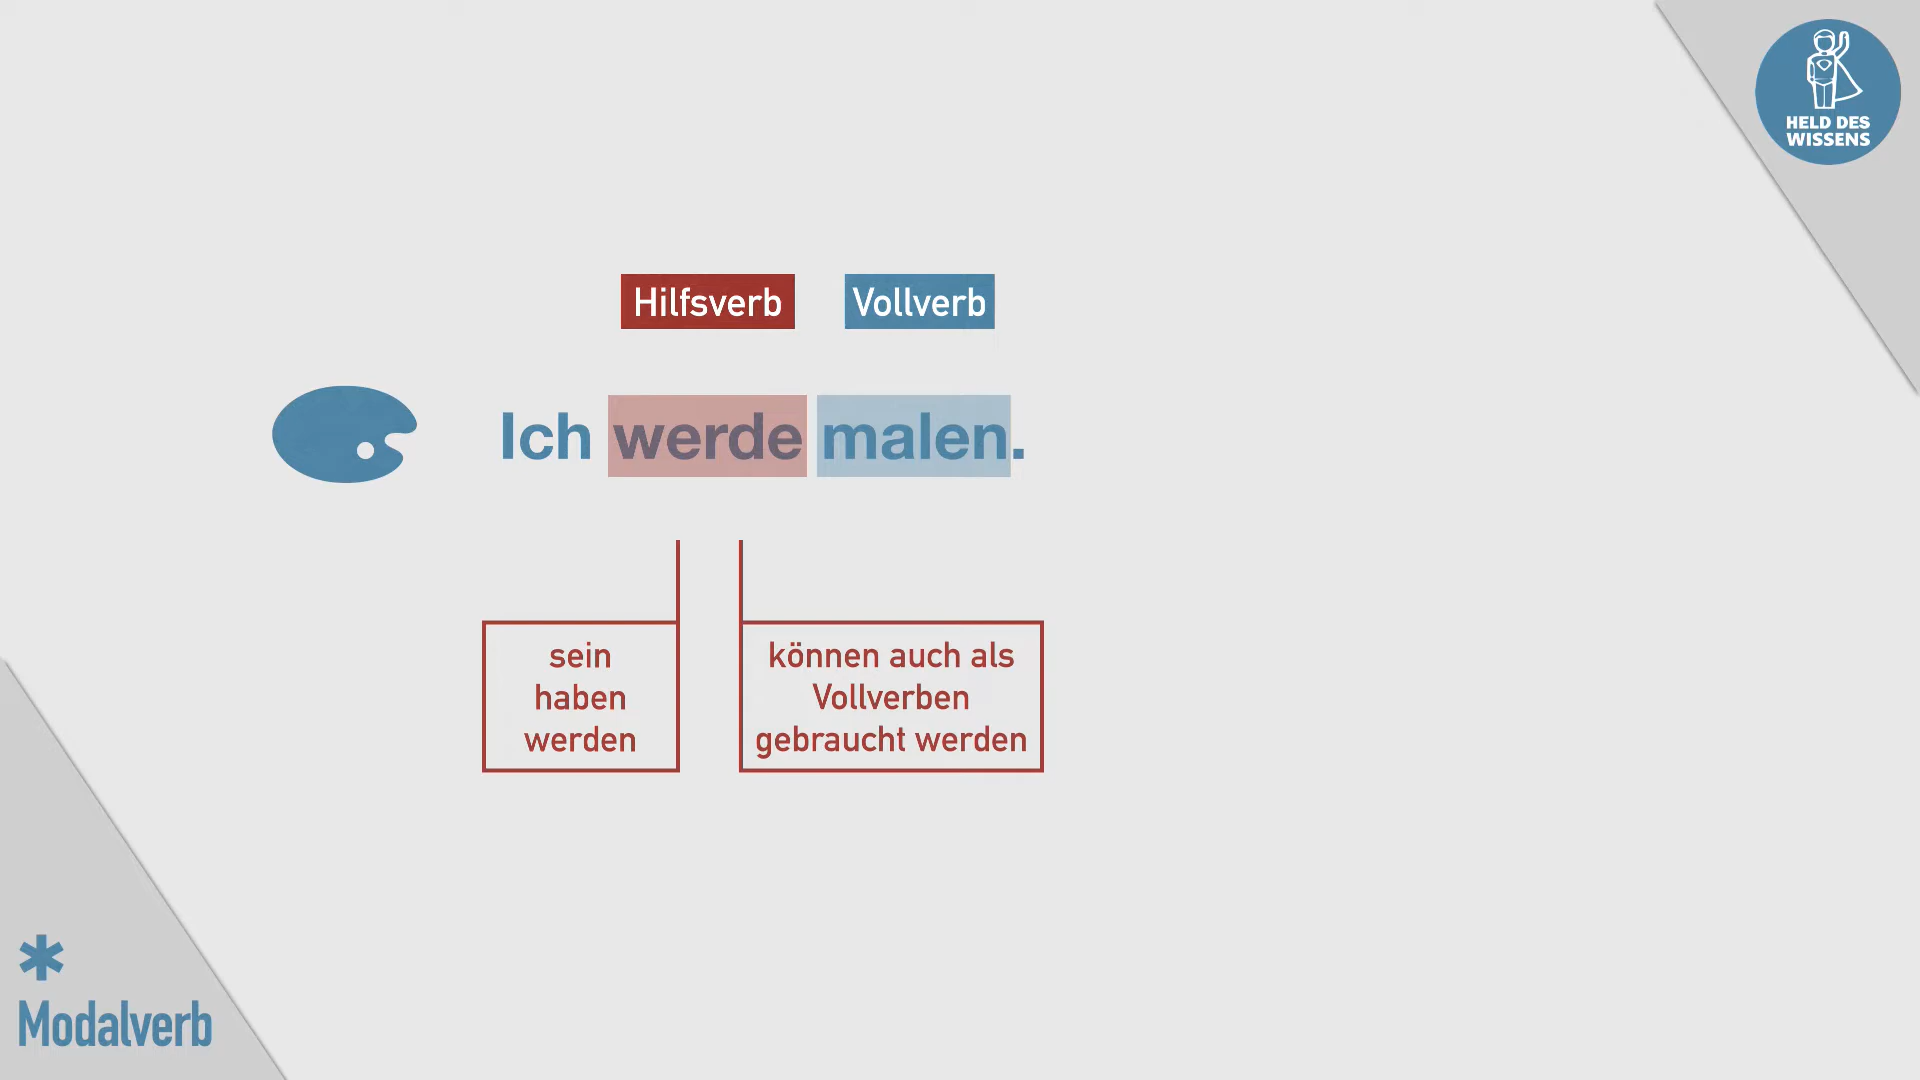 HELD DES
WISSENS
Hilfsverb
Vollverb
Ich werde malen.
sein
haben
werden
können auch als
Vollverben
gebraucht werden
*
Modalverb